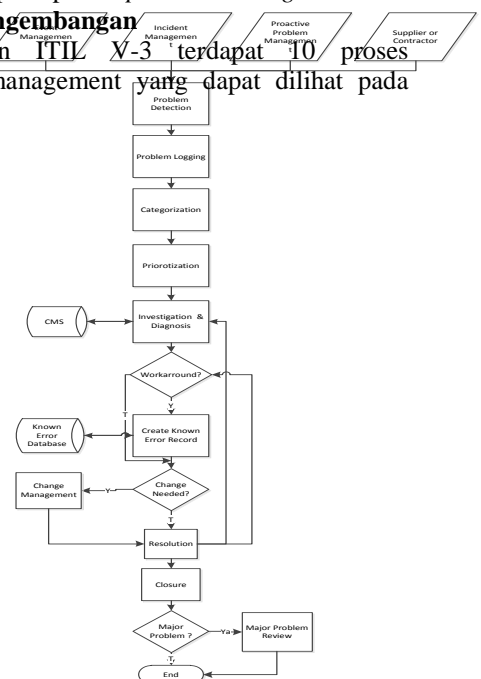 ngembangan
Incident
Managemen
t
Proactive
Problem
Managemen
t
Supplier or
Contractor
n ITIL V-3 terdapat 10 proses
management yang dapat dilihat pada
Problem
Detection
Problem Logging
Categorization
Priorotization
CMS
Investigation &
Diagnosis
Workarround?
T
Y
Known
Error
Database
Create Known
Error Record
Change
Management
Y
Change
Needed?
T
Resolution
Closure
Major
Problem ?
Ya
Major Problem
Review
T
End